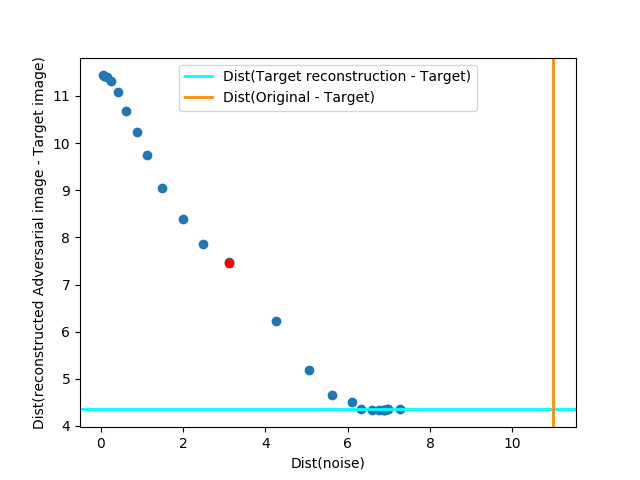 Dist(Target reconstruction - Target)
Dist(Original - Target)
Dist(reconstructed Adversarial image - Target image)
11
10
9
8
7
6
5
4
0 2 4 6 8 10
Dist(noise)